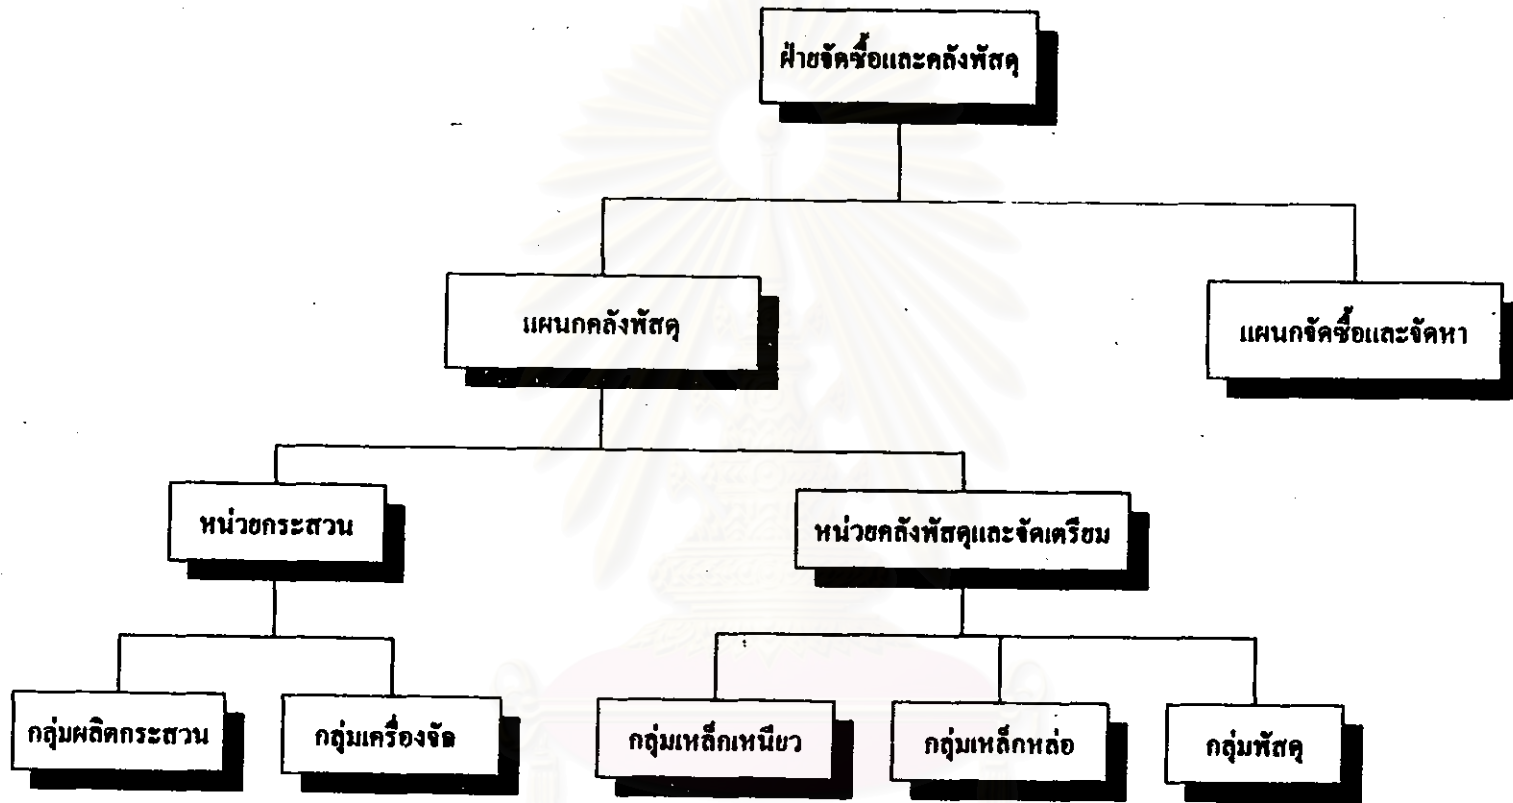 ฝ่ายจัดซื้อและคลังพัสดุ
แผนกคลังพัสดุ
แผนกจัดซื้อและจัดหา
หน่วยกระสวน
หน่วยคลังพัสดุและจัดเตรียม
กลุ่มผลิตกระสวน
กลุ่มเครื่องจัด
กลุ่มเหล็กเหนียว
กลุ่มเหล็กหล่อ
กลุ่มพัสดุ